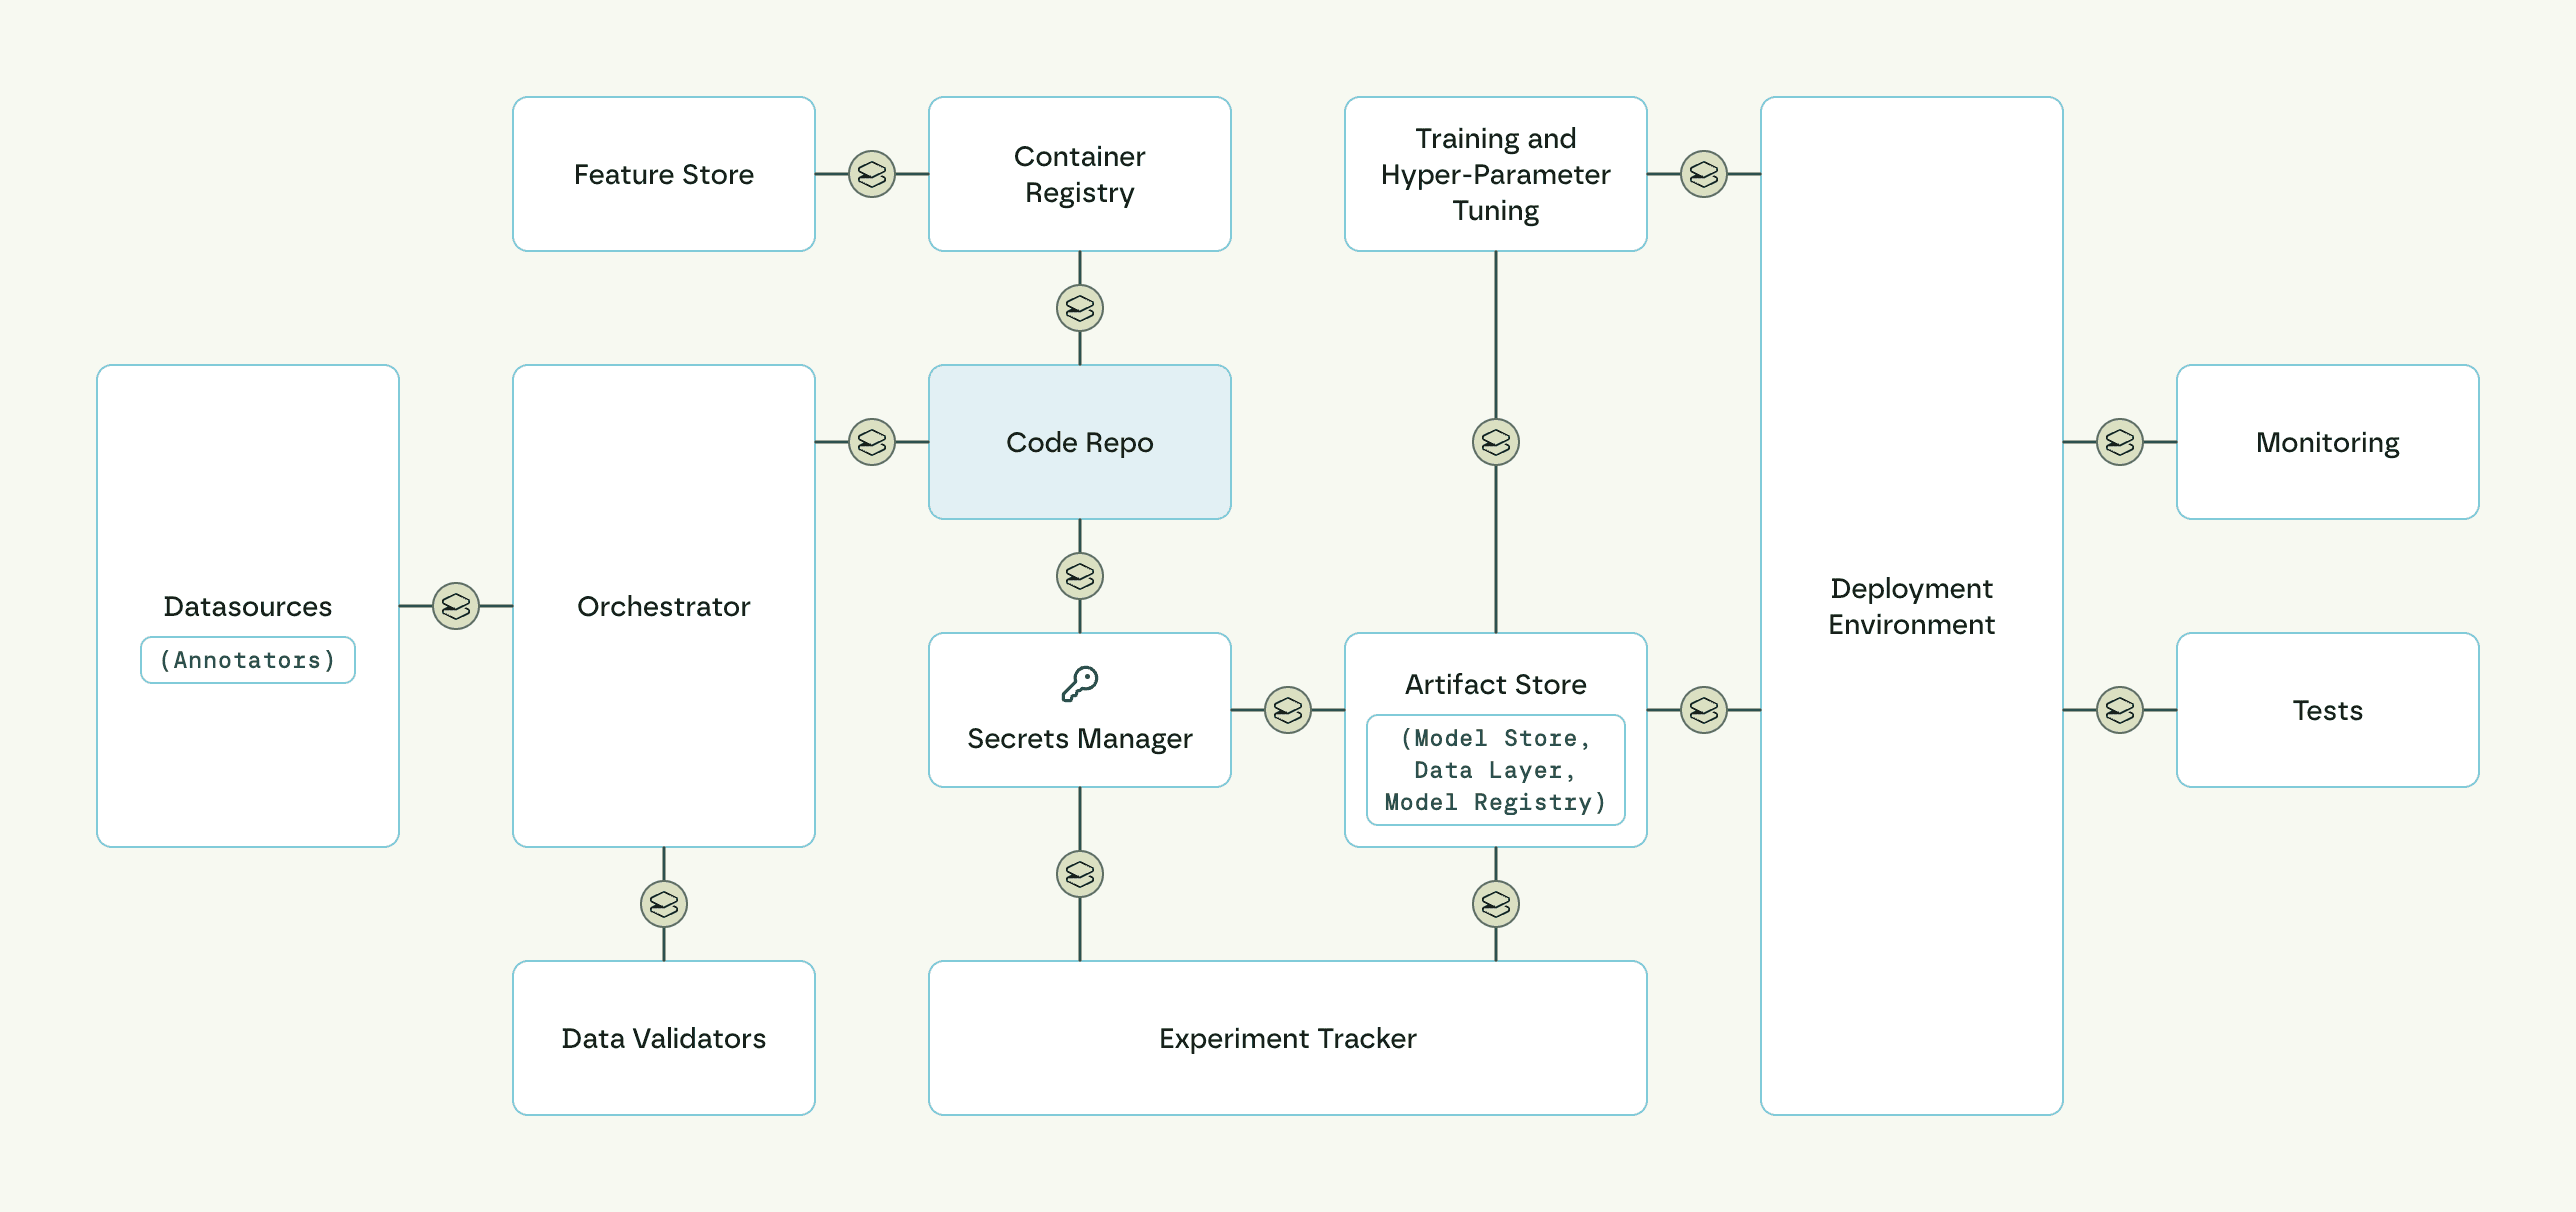 Feature Store
Container
Registry
Training and
Hyper-Parameter
Tuning
Datasources
(Annotators)
Orchestrator
Code Repo
Secrets Manager
Artifact Store
(Model Store,
Data Layer,
Model Registry)
Deployment
Environment
Monitoring
Tests
Data Validators
Experiment Tracker